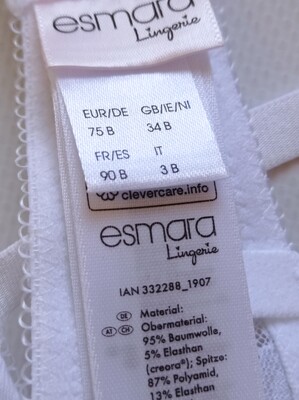 esmara
Lingerie
EUR/DE GB/IE/NI
75 B 34 B
FR/ES IT
90 B 3 B
clevercare.info
esmara
Lingerie
IAN 332288_1907
DE Material:
AT CH Obermaterial:
95% Baumwolle,
5% Elasthan
(creora®); Spitze:
87% Polyamid,
13% Elasthan